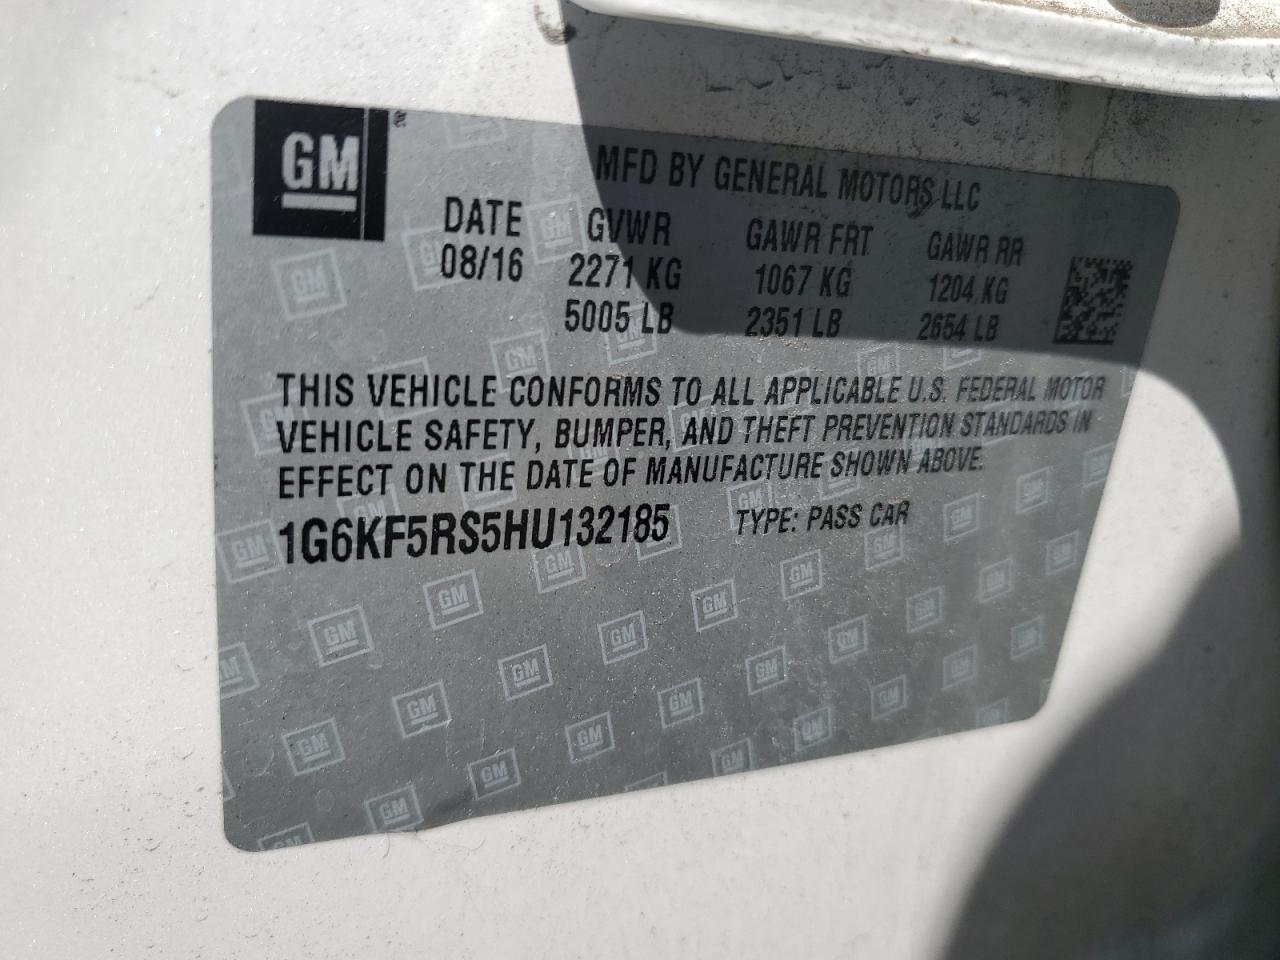 GM
MFD BY GENERAL MOTORS LLC
DATE GVWR GAWR FRT GAWR RR
08/16 2271 KG 1067 KG 1204 KG
5005 LB 2351 LB 2654 LB
THIS VEHICLE CONFORMS TO ALL APPLICABLE U.S. FEDERAL MOTOR
VEHICLE SAFETY, BUMPER, AND THEFT PREVENTION STANDARDS IN
EFFECT ON THE DATE OF MANUFACTURE SHOWN ABOVE.
1G6KF5RS5HU132185 TYPE: PASS CAR